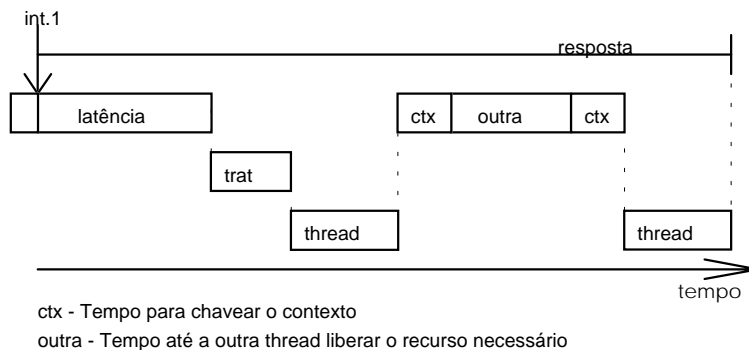 int.1
resposta
latência
ctx
outra
ctx
trat
thread
thread
tempo
ctx - Tempo para chavear o contexto
outra - Tempo até a outra thread liberar o recurso necessário